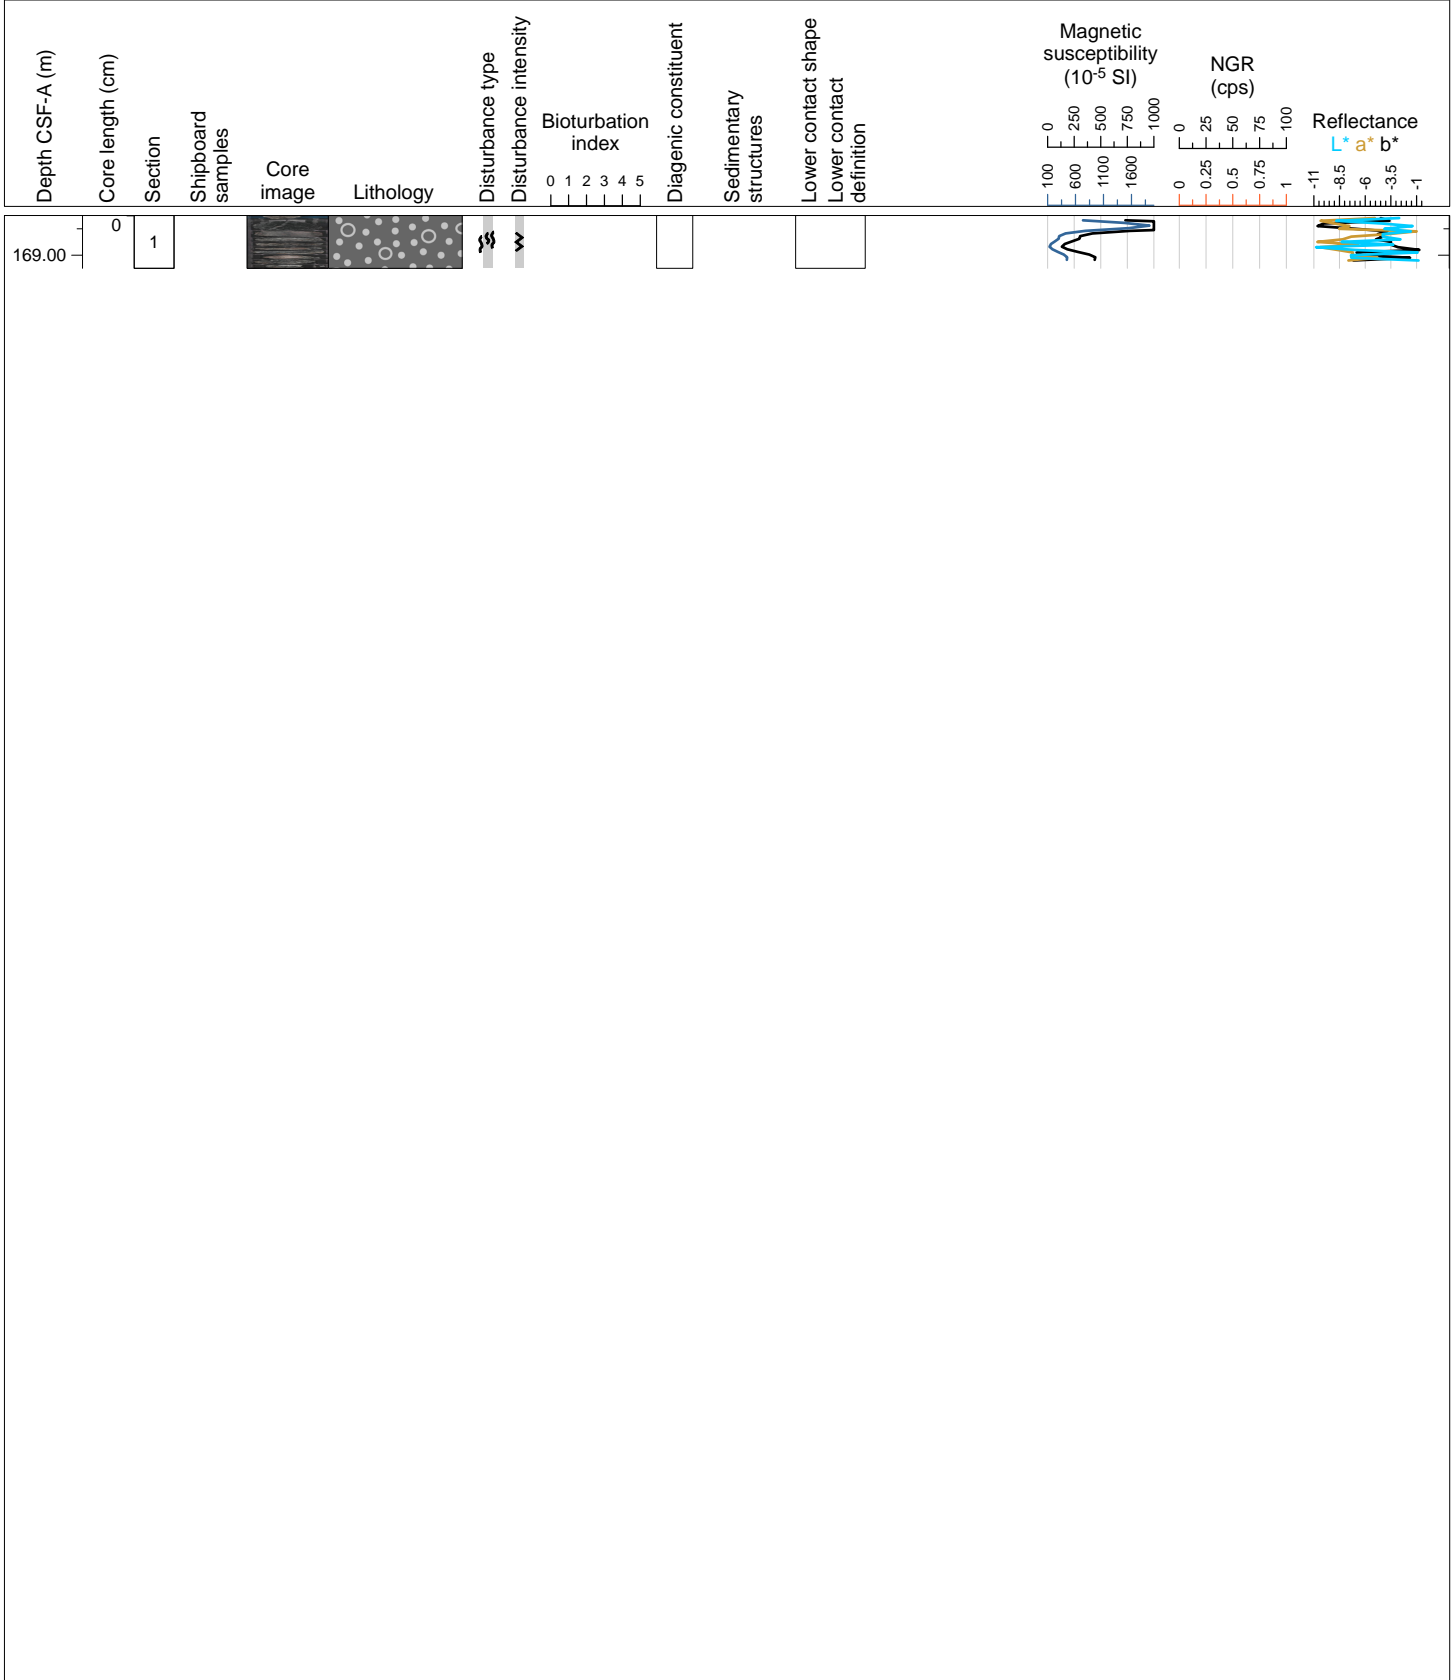 Depth CSF-A (m)
Core length (cm)
Section
Shipboard
samples
Core
image
Lithology
Disturbance type
Disturbance intensity
Bioturbation
index
0 1 2 3 4 5
Diagenic constituent
Sedimentary
structures
Lower contact shape
Lower contact
definition
Magnetic
susceptibility
(10-5 SI)
0 250 500 750 1000
100 600 1100 1600
NGR
(cps)
0 25 50 75 100
0 0.25 0.5 0.75 1
Reflectance
L* a* b*
-11 -8.5 -6 -3.5 -1
0
1
169.00